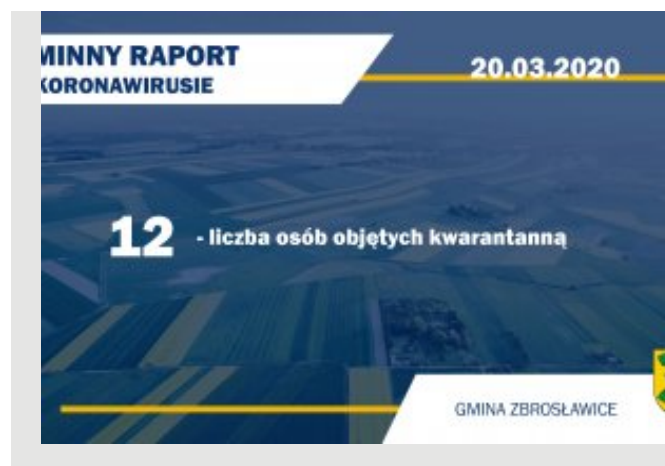 MINNY RAPORT
KORONAWIRUSIE
20.03.2020
12 - liczba osób objętych kwarantanną
GMINA ZBROSŁAWICE